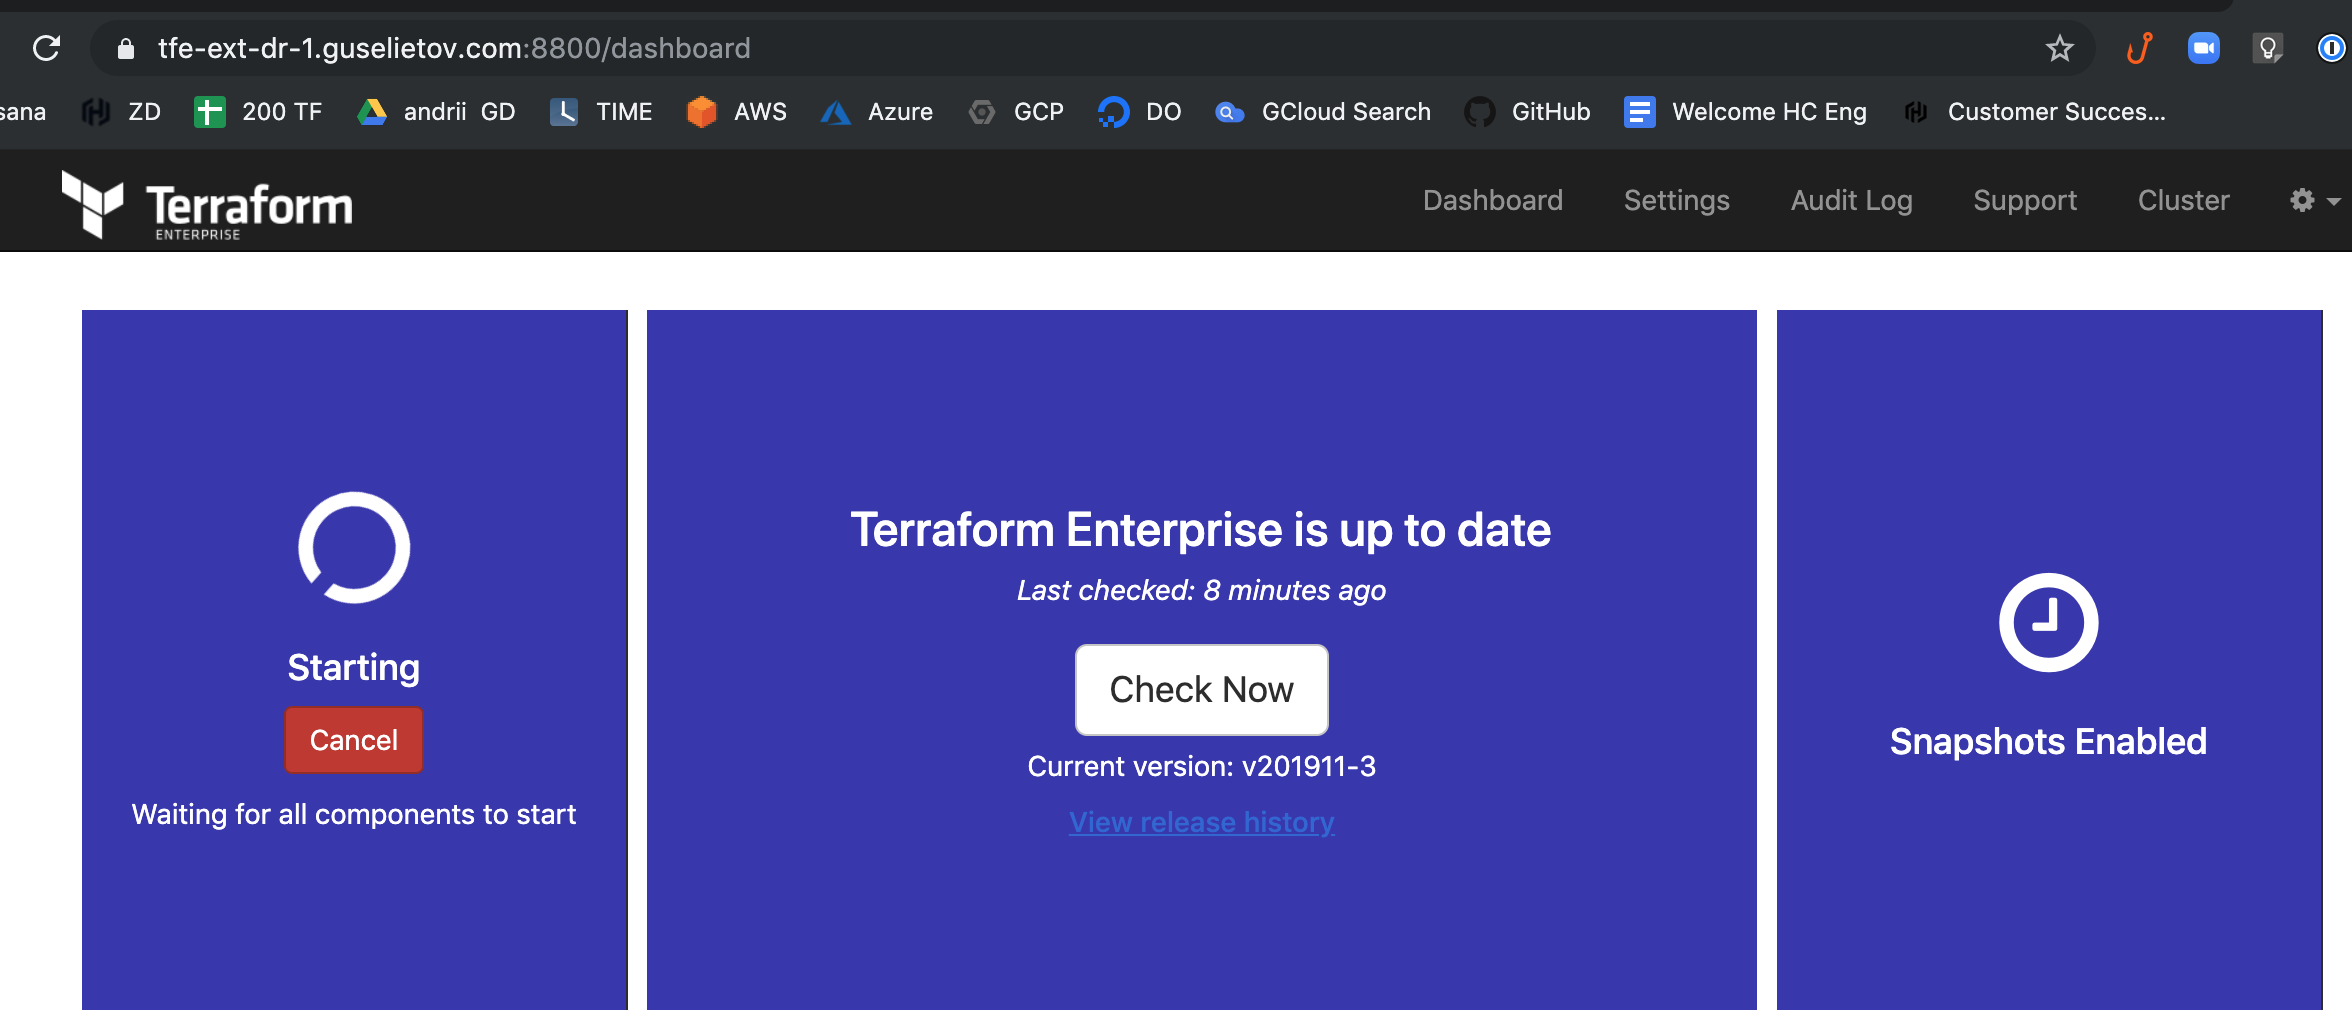 tfe-ext-dr-1.guselietov.com:8800/dashboard
sana ZD 200 TF andrii GD TIME AWS Azure GCP DO GCloud Search GitHub Welcome HC Eng Customer Succes...
Terraform
ENTERPRISE
Dashboard Settings Audit Log Support Cluster
Starting
Cancel
Waiting for all components to start
Terraform Enterprise is up to date
Last checked: 8 minutes ago
Check Now
Current version: v201911-3
View release history
Snapshots Enabled